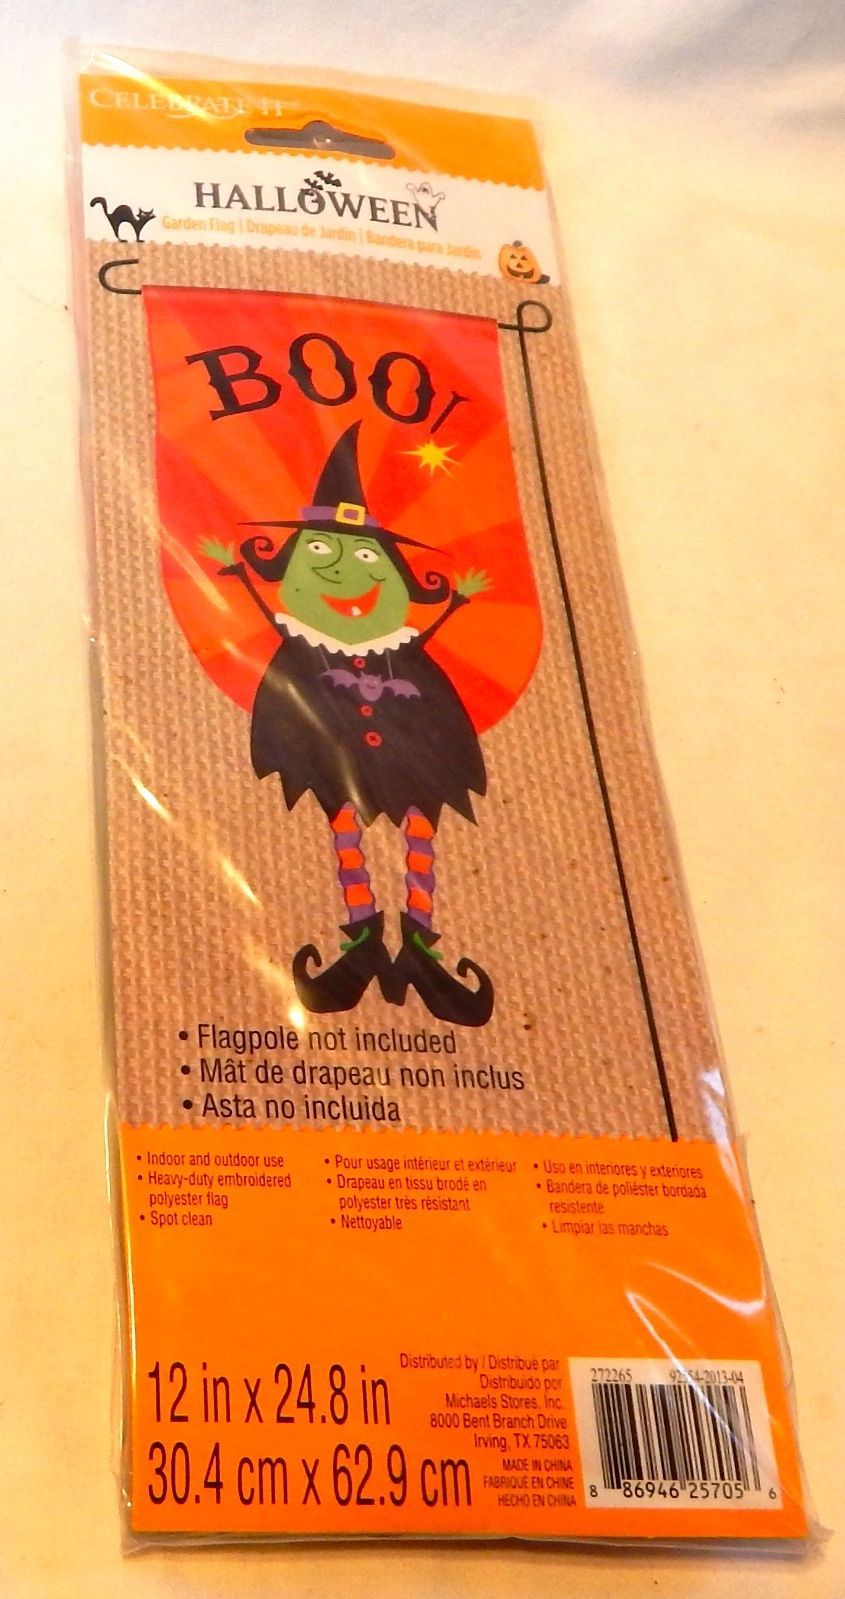 CELEBRATE IT
HALLOWEEN
Garden Flag | Drapeau de Jardin | Bandera para Jardín
BOO!
• Flagpole not included
• Mât de drapeau non inclus
• Asta no incluida
• Indoor and outdoor use
• Heavy-duty embroidered
polyester flag
• Spot clean
• Pour usage intérieur et extérieur
• Drapeau en tissu brodé en
polyester très résistant
• Nettoyable
• Uso en interiores y exteriores
• Bandera de poliéster bordada
resistente
• Limpiar las manchas
12 in x 24.8 in
30.4 cm x 62.9 cm
Distributed by / Distribué par
Distribuido por
Michaels Stores, Inc.
8000 Bent Branch Drive
Irving, TX 75063
MADE IN CHINA
FABRIQUÉ EN CHINE
HECHO EN CHINA
272265
8 86946 25705 6